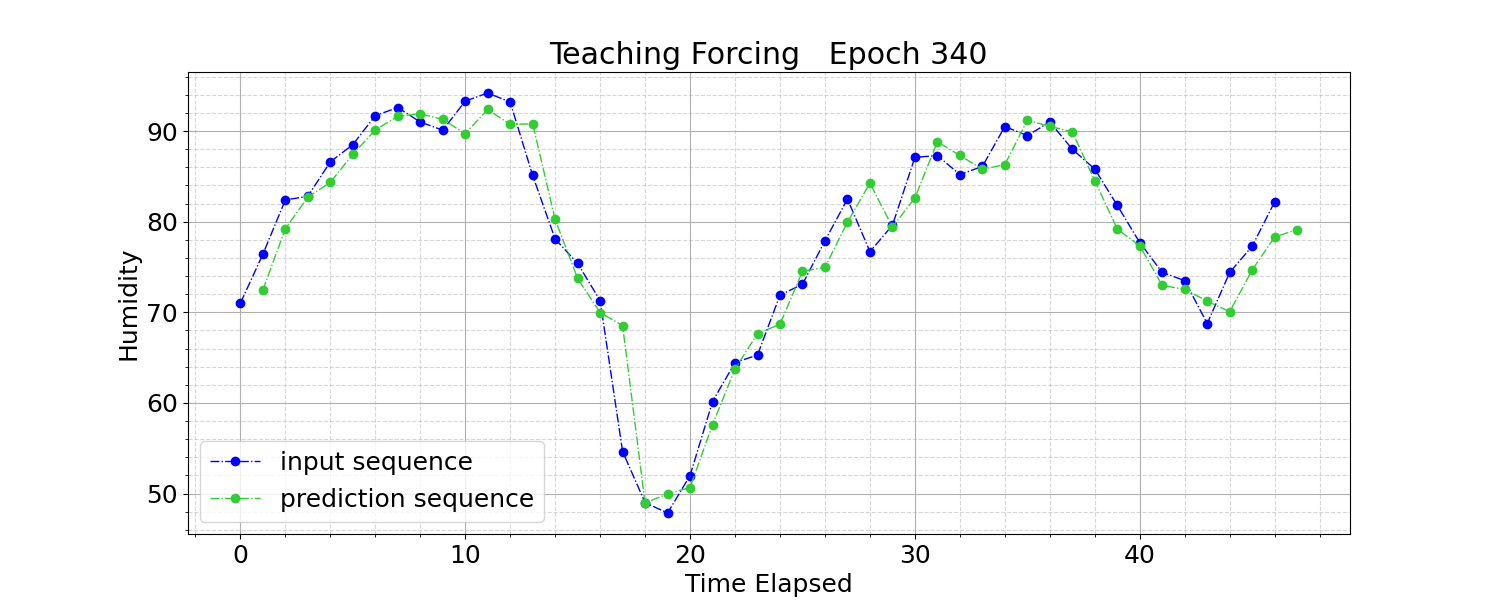 Teaching Forcing   Epoch 340
Humidity
90
80
70
60
50
input sequence
prediction sequence
0 10 20 30 40
Time Elapsed